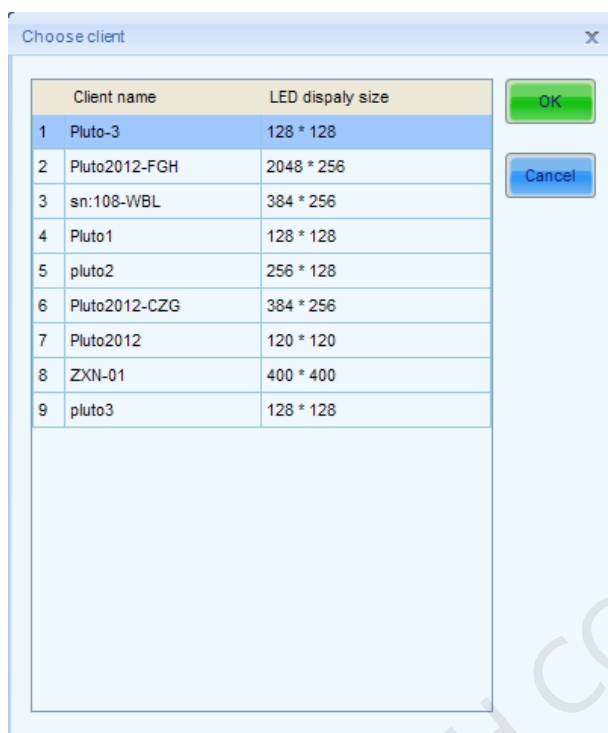 Choose client
Client name LED dispaly size
OK
1 Pluto-3 128 * 128
2 Pluto2012-FGH 2048 * 256
Cancel
3 sn:108-WBL 384 * 256
4 Pluto1 128 * 128
5 pluto2 256 * 128
6 Pluto2012-CZG 384 * 256
7 Pluto2012 120 * 120
8 ZXN-01 400 * 400
9 pluto3 128 * 128